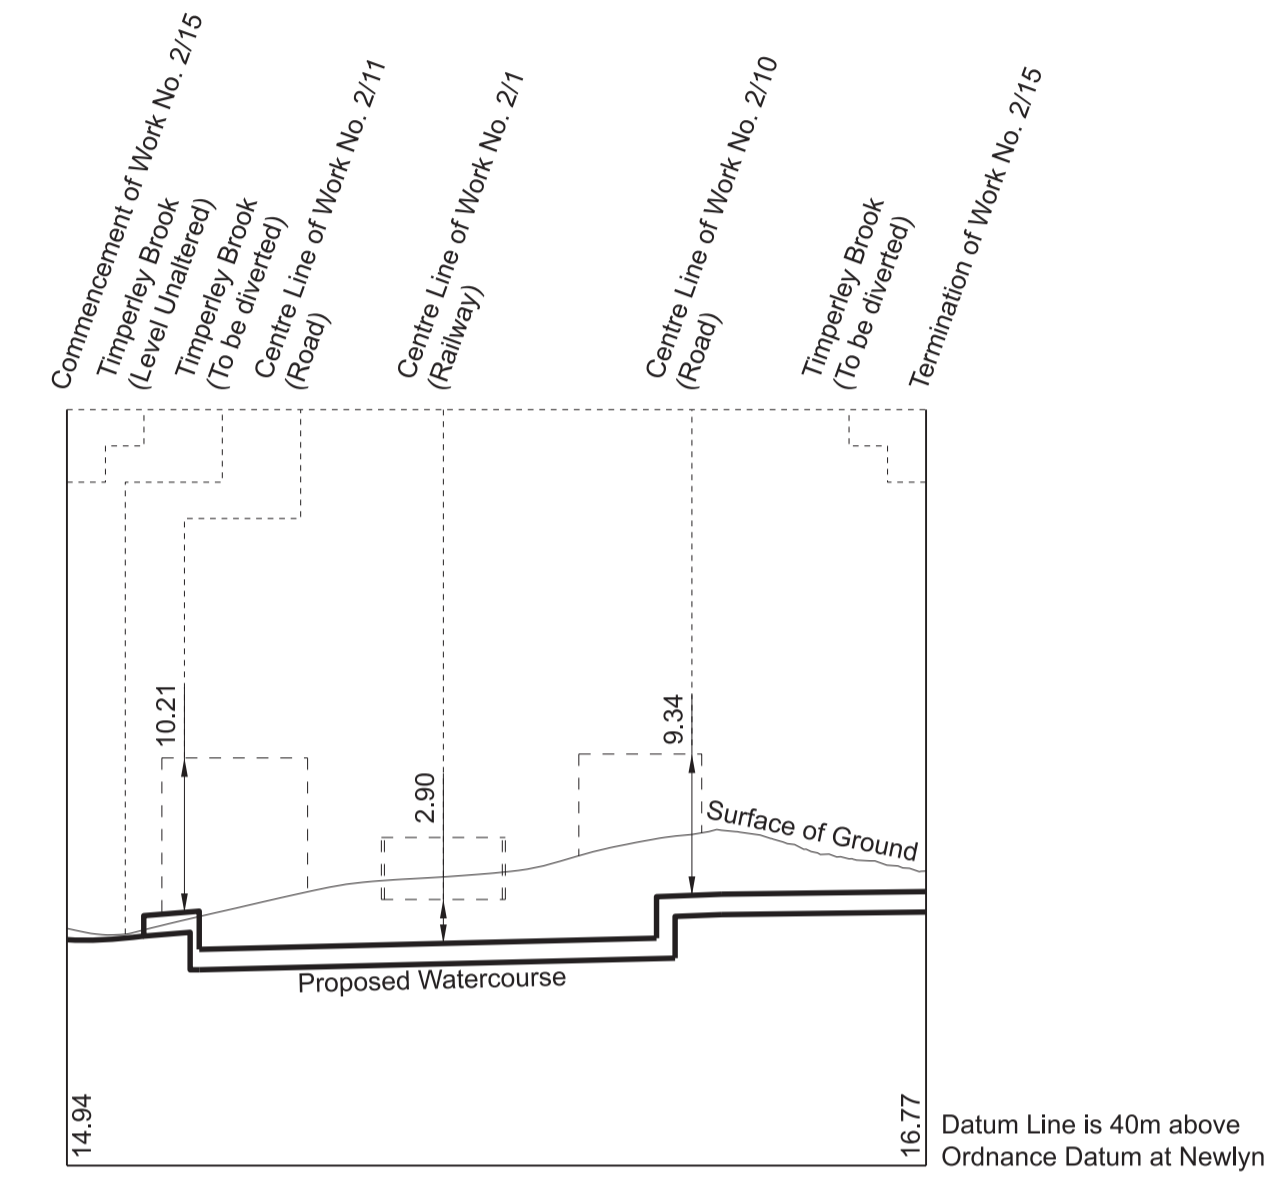 Commencement of Work No. 2/15
Timperley Brook
(Level Unaltered)
Timperley Brook
(To be diverted)
Centre Line of Work No. 2/11
(Road)
Centre Line of Work No. 2/1
(Railway)
Centre Line of Work No. 2/10
(Road)
Timperley Brook
(To be diverted)
Termination of Work No. 2/15
10.21
2.90
9.34
Surface of Ground
Proposed Watercourse
14.94
16.77
Datum Line is 40m above
Ordnance Datum at Newlyn